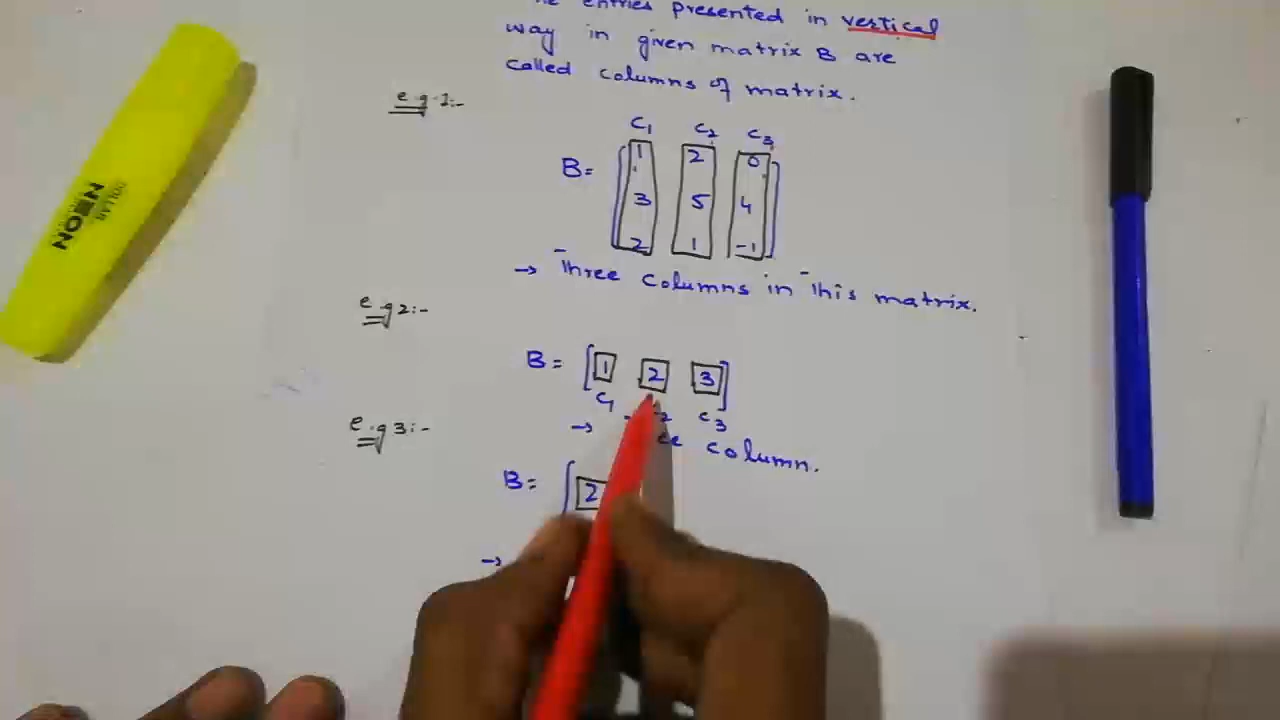 entries presented in vertical
way in given matrix B are
called columns of matrix.
e.g 1:-
C1 C2 C3
B= 1 2 0
3 5 4
2 1 -1
→ Three columns in This matrix.
e.g 2:-
B= [1 2 3]
C1 2 C3
→ column.
e.g 3:-
B= [2
→
DOLLAR
NEON